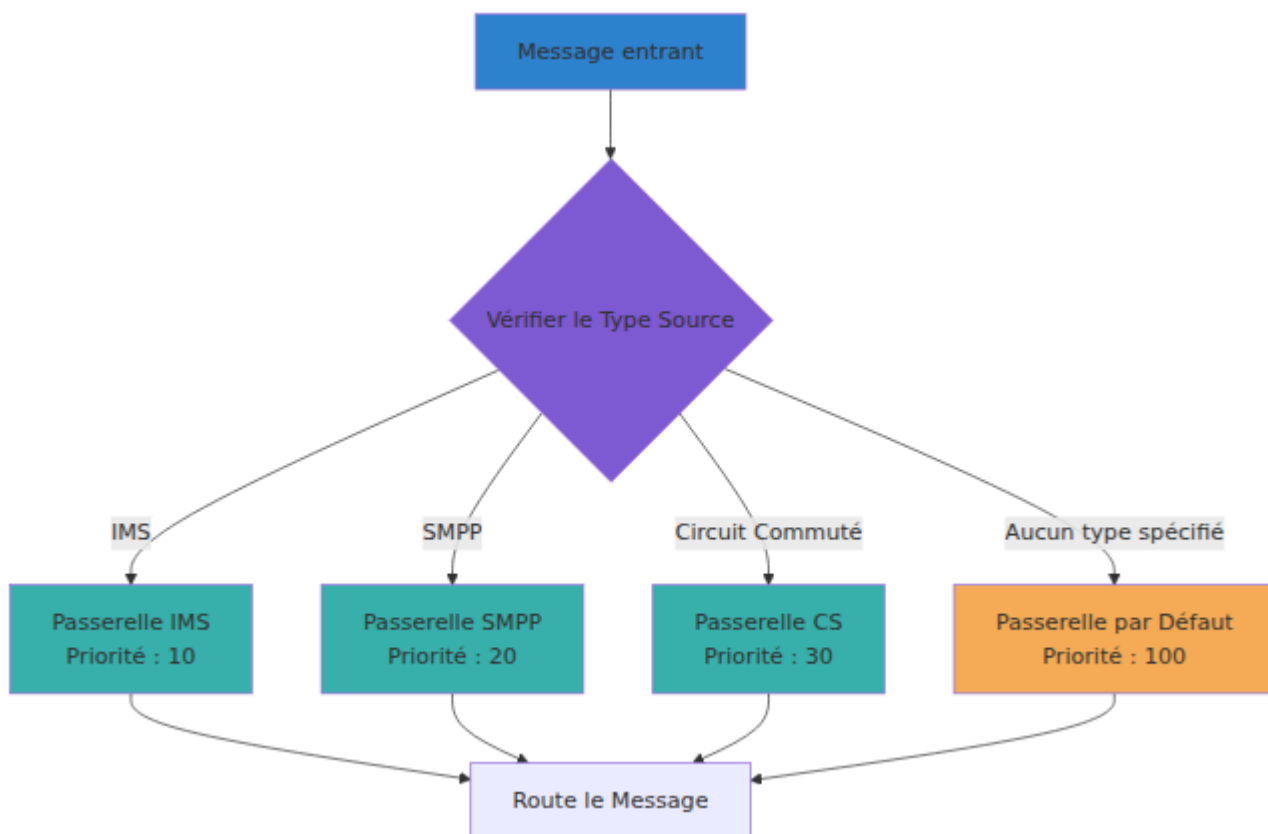 Message entrant
Vérifier le Type Source
IMS
SMPP
Circuit Commuté
Aucun type spécifié
Passerelle IMS
Priorité : 10
Passerelle SMPP
Priorité : 20
Passerelle CS
Priorité : 30
Passerelle par Défaut
Priorité : 100
Route le Message